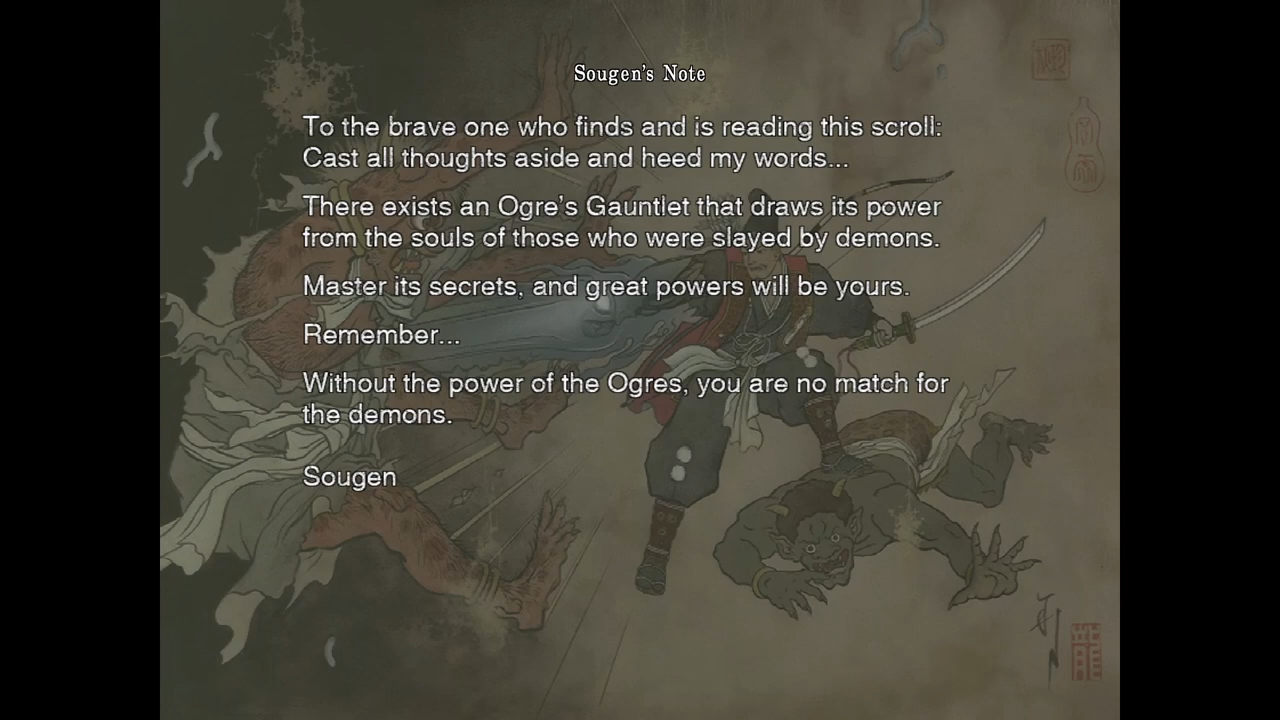 Sougen's Note
To the brave one who finds and is reading this scroll:
Cast all thoughts aside and heed my words...
There exists an Ogre's Gauntlet that draws its power
from the souls of those who were slayed by demons.
Master its secrets, and great powers will be yours.
Remember...
Without the power of the Ogres, you are no match for
the demons.
Sougen